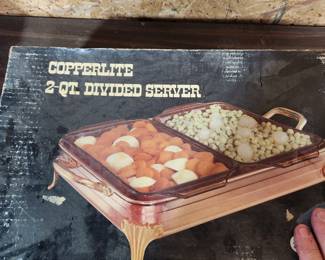 COPPERLITE
2-QT. DIVIDED SERVER